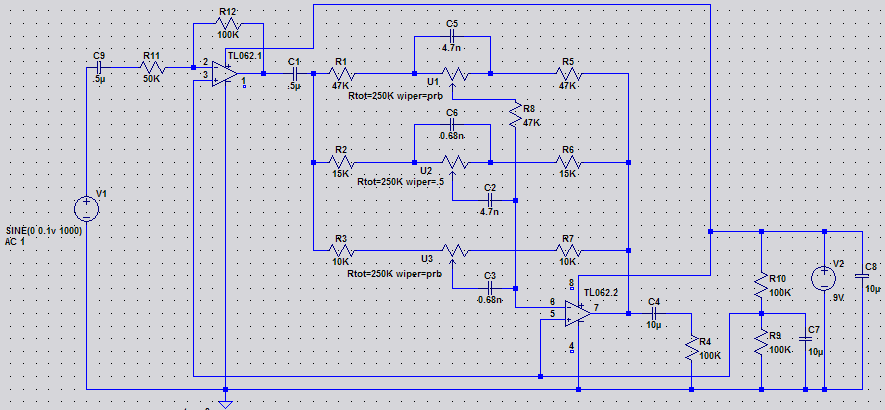 R12
100K
C9
.5µ
R11
50K
2
3
TL062.1
1
C1
.5µ
R1
47K
C5
4.7n
U1
Rtot=250K wiper=prb
R5
47K
R8
47K
C6
0.68n
R2
15K
U2
Rtot=250K wiper=.5
R6
15K
C2
4.7n
V1
SINE(0 0.1v 1000)
AC 1
R3
10K
U3
Rtot=250K wiper=prb
R7
10K
C3
0.68n
8
TL062.2
6
5
7
4
C4
10µ
R4
100K
R10
100K
V2
9V
C8
10µ
R9
100K
C7
10µ